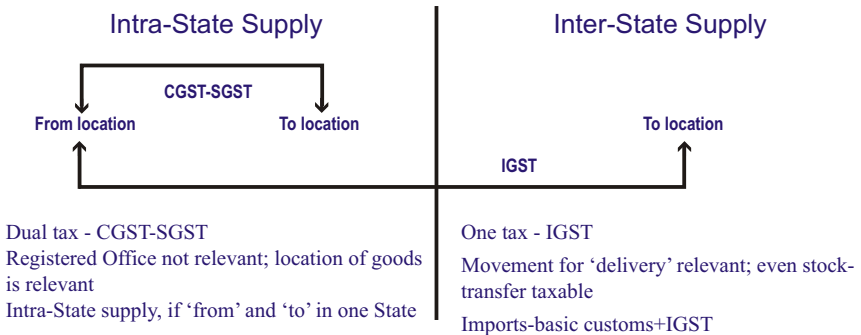 Intra-State Supply
Inter-State Supply
CGST-SGST
From location
To location
To location
IGST
Dual tax - CGST-SGST
Registered Office not relevant; location of goods
is relevant
Intra-State supply, if ‘from’ and ‘to’ in one State
One tax - IGST
Movement for ‘delivery’ relevant; even stock-
transfer taxable
Imports-basic customs+IGST